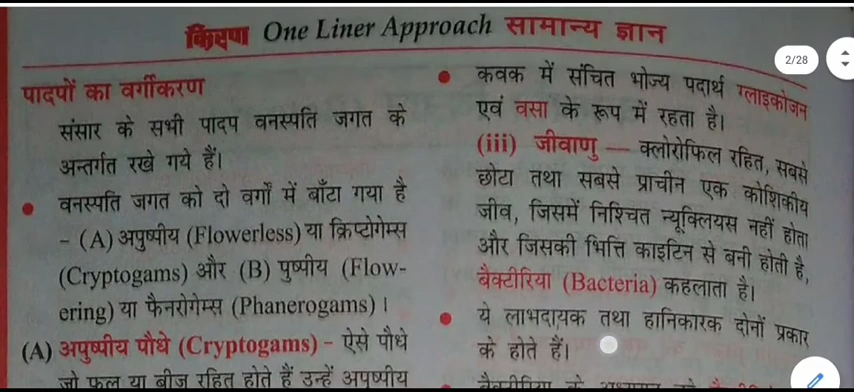 किरण One Liner Approach सामान्य ज्ञान
2/28
पादपों का वर्गीकरण
संसार के सभी पादप वनस्पति जगत के
अन्तर्गत रखे गये हैं।
● वनस्पति जगत को दो वर्गों में बाँटा गया है
- (A) अपुष्पीय (Flowerless) या क्रिप्टोगेम्स
(Cryptogams) और (B) पुष्पीय (Flow-
ering) या फैनरोगेम्स (Phanerogams)।
(A) अपुष्पीय पौधे (Cryptogams) - ऐसे पौधे
जो फूल या बीज रहित होते हैं उन्हें अपुष्पीय
● कवक में संचित भोज्य पदार्थ ग्लाइकोजन
एवं वसा के रूप में रहता है।
(iii) जीवाणु — क्लोरोफिल रहित, सबसे
छोटा तथा सबसे प्राचीन एक कोशिकीय
जीव, जिसमें निश्चित न्यूक्लियस नहीं होता
और जिसकी भित्ति काइटिन से बनी होती है,
बैक्टीरिया (Bacteria) कहलाता है।
● ये लाभदायक तथा हानिकारक दोनों प्रकार
के होते हैं।